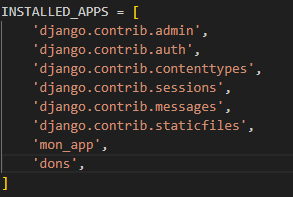 INSTALLED_APPS = [
    'django.contrib.admin',
    'django.contrib.auth',
    'django.contrib.contenttypes',
    'django.contrib.sessions',
    'django.contrib.messages',
    'django.contrib.staticfiles',
    'mon_app',
    'dons',
]